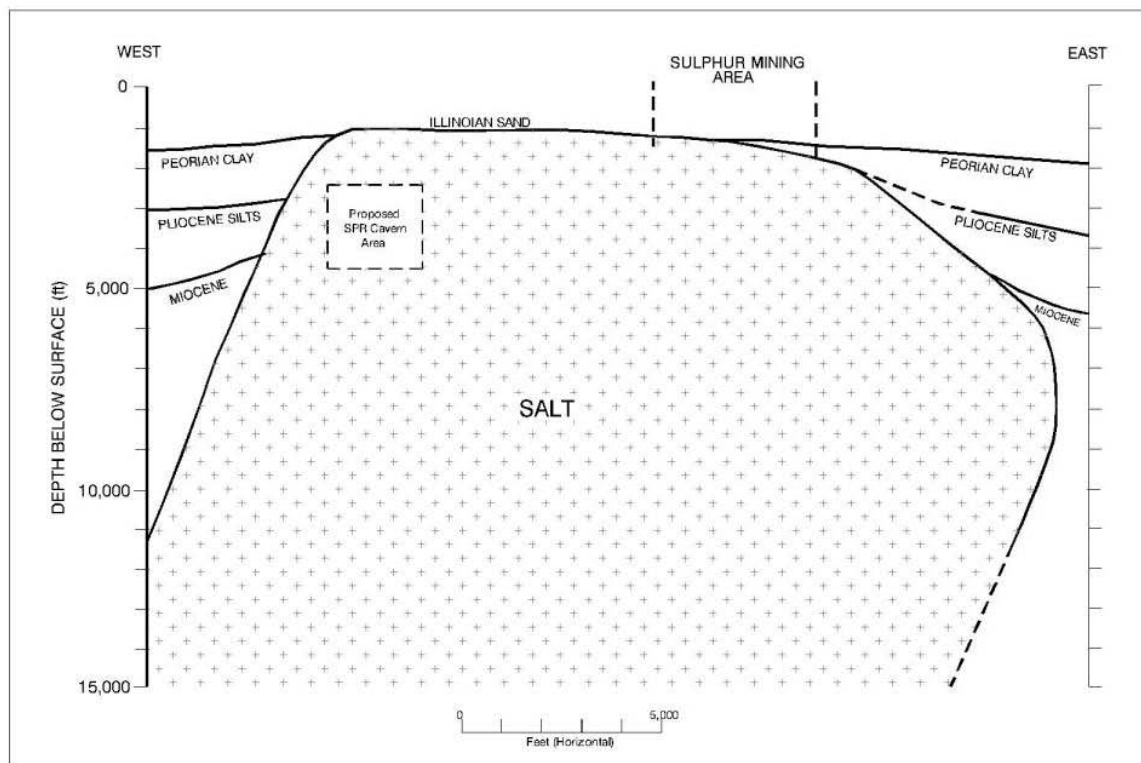 WEST
EAST
SULPHUR MINING
AREA
0
ILLINOIAN SAND
PEORIAN CLAY
PEORIAN CLAY
Proposed
SPR Cavern
Area
PLIOCENE SILTS
PLIOCENE SILTS
MIOCENE
5,000
MIOCENE
DEPTH BELOW SURFACE (ft)
SALT
10,000
15,000
0
5,000
Feet (Horizontal)